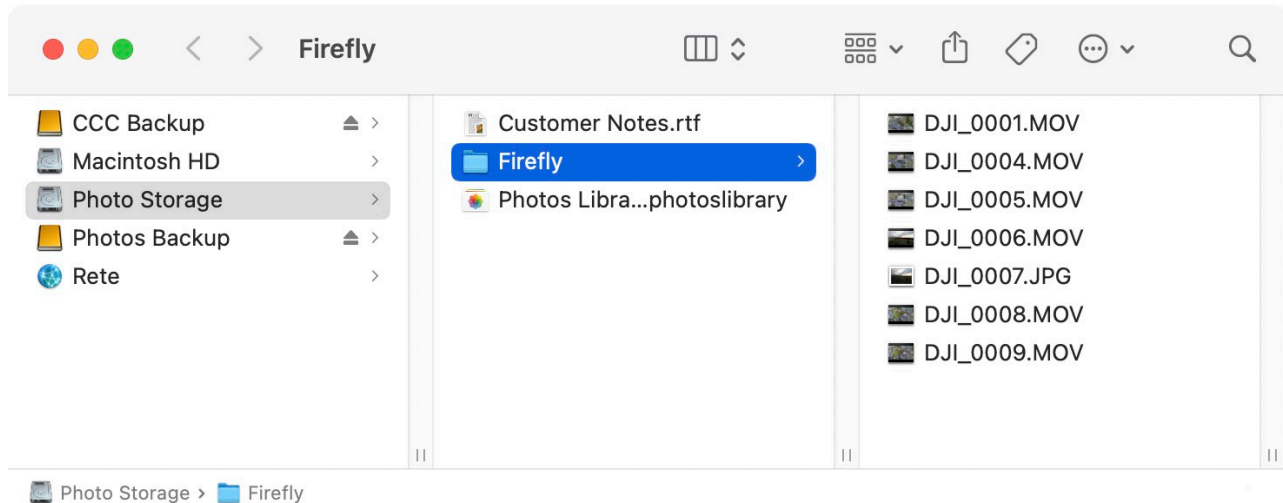 Firefly
CCC Backup
Macintosh HD
Photo Storage
Photos Backup
Rete
Customer Notes.rtf
Firefly
Photos Libra...photoslibrary
DJI_0001.MOV
DJI_0004.MOV
DJI_0005.MOV
DJI_0006.MOV
DJI_0007.JPG
DJI_0008.MOV
DJI_0009.MOV
Photo Storage › Firefly